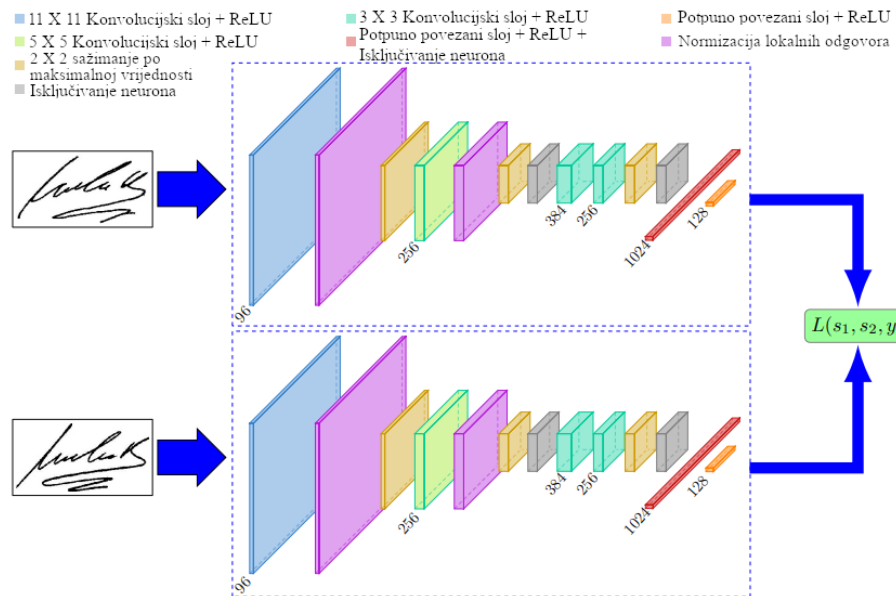 11 X 11 Konvolucijski sloj + ReLU
5 X 5 Konvolucijski sloj + ReLU
2 X 2 sažimanje po
maksimalnoj vrijednosti
Isključivanje neurona
3 X 3 Konvolucijski sloj + ReLU
Potpuno povezani sloj + ReLU +
Isključivanje neurona
Potpuno povezani sloj + ReLU
Normizacija lokalnih odgovora
96
256
384
256
1024
128
L(s₁, s₂, y
96
256
384
256
1024
128